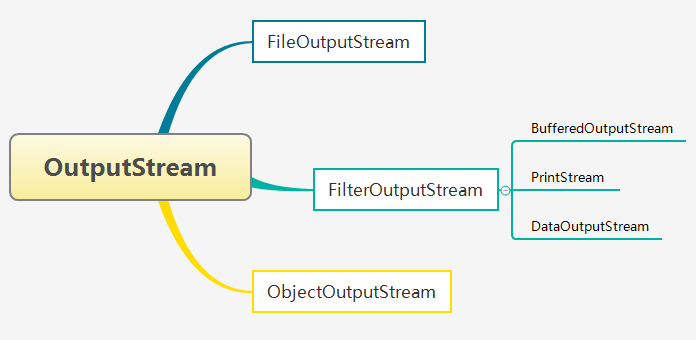 FileOutputStream
OutputStream
FilterOutputStream
BufferedOutputStream
PrintStream
DataOutputStream
ObjectOutputStream